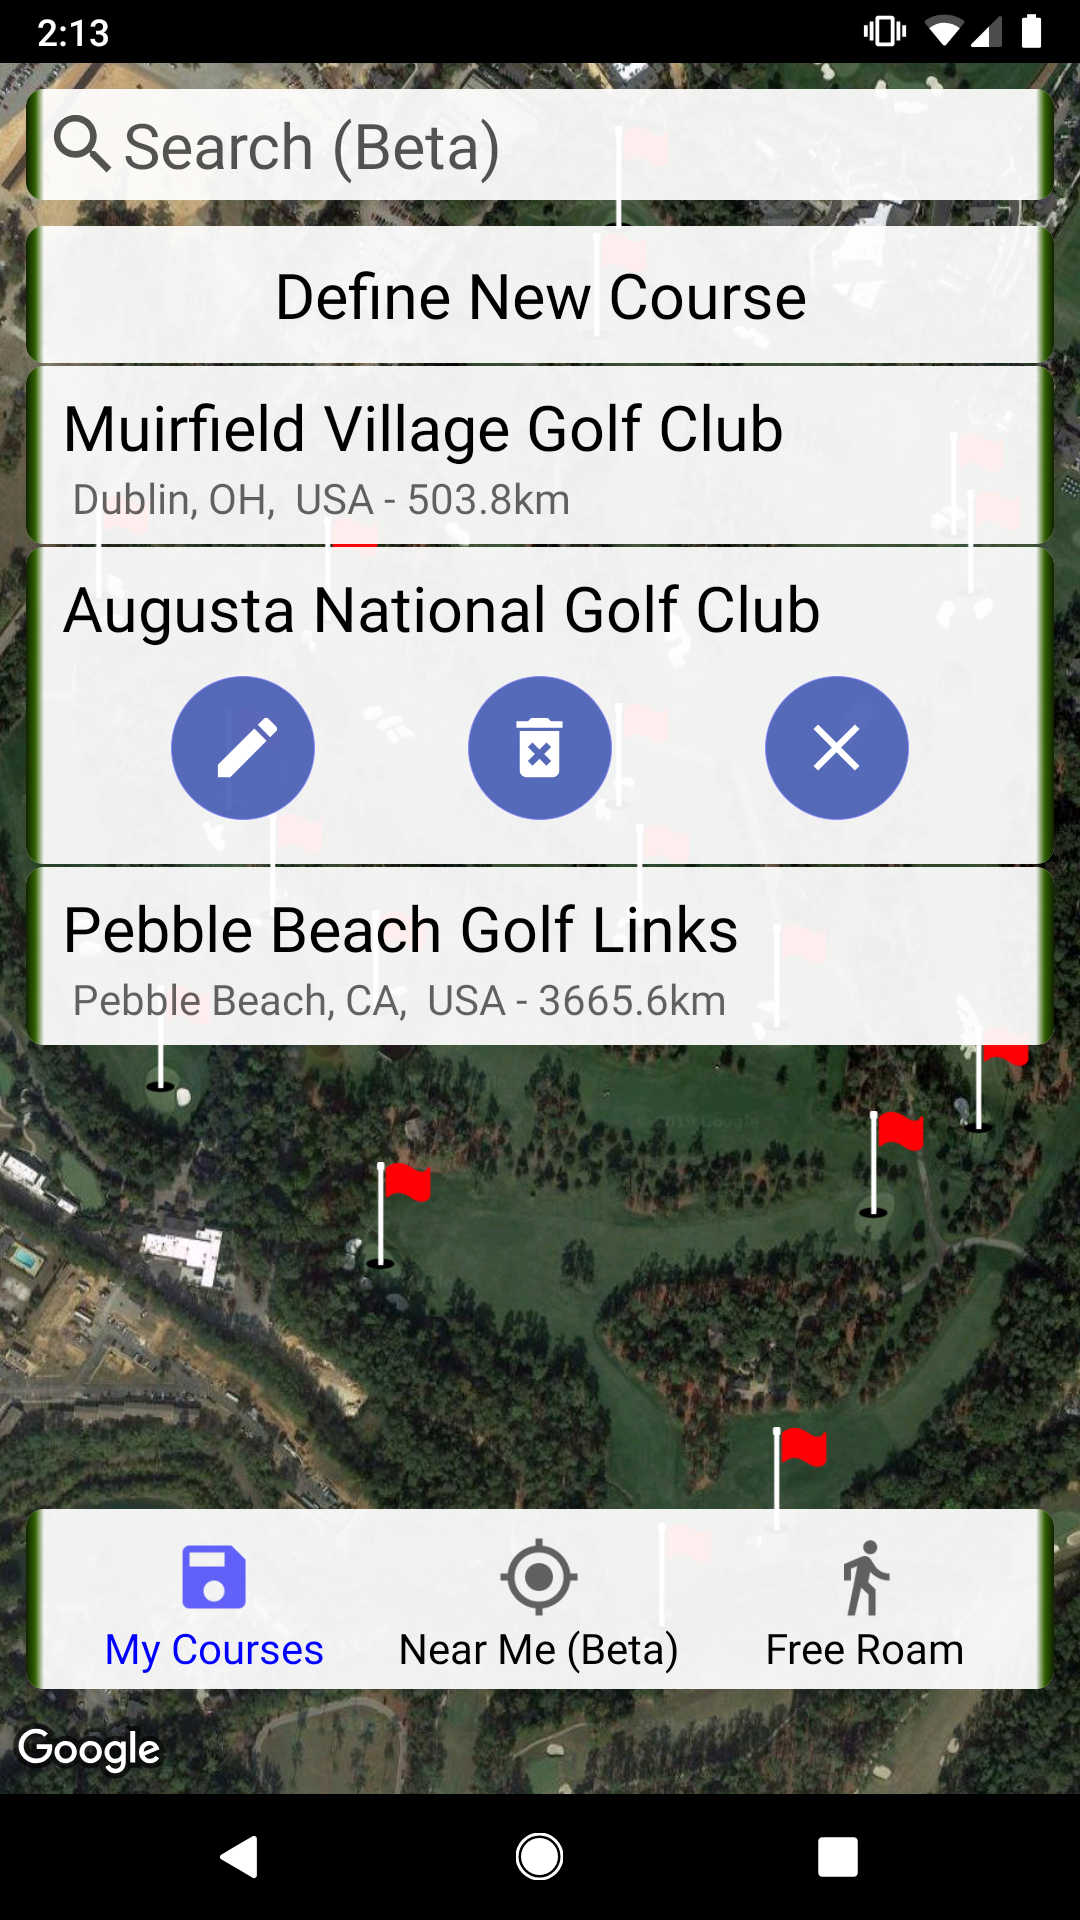 2:13
Search (Beta)
Define New Course
Muirfield Village Golf Club
Dublin, OH,  USA - 503.8km
Augusta National Golf Club
Pebble Beach Golf Links
Pebble Beach, CA,  USA - 3665.6km
My Courses
Near Me (Beta)
Free Roam
Google